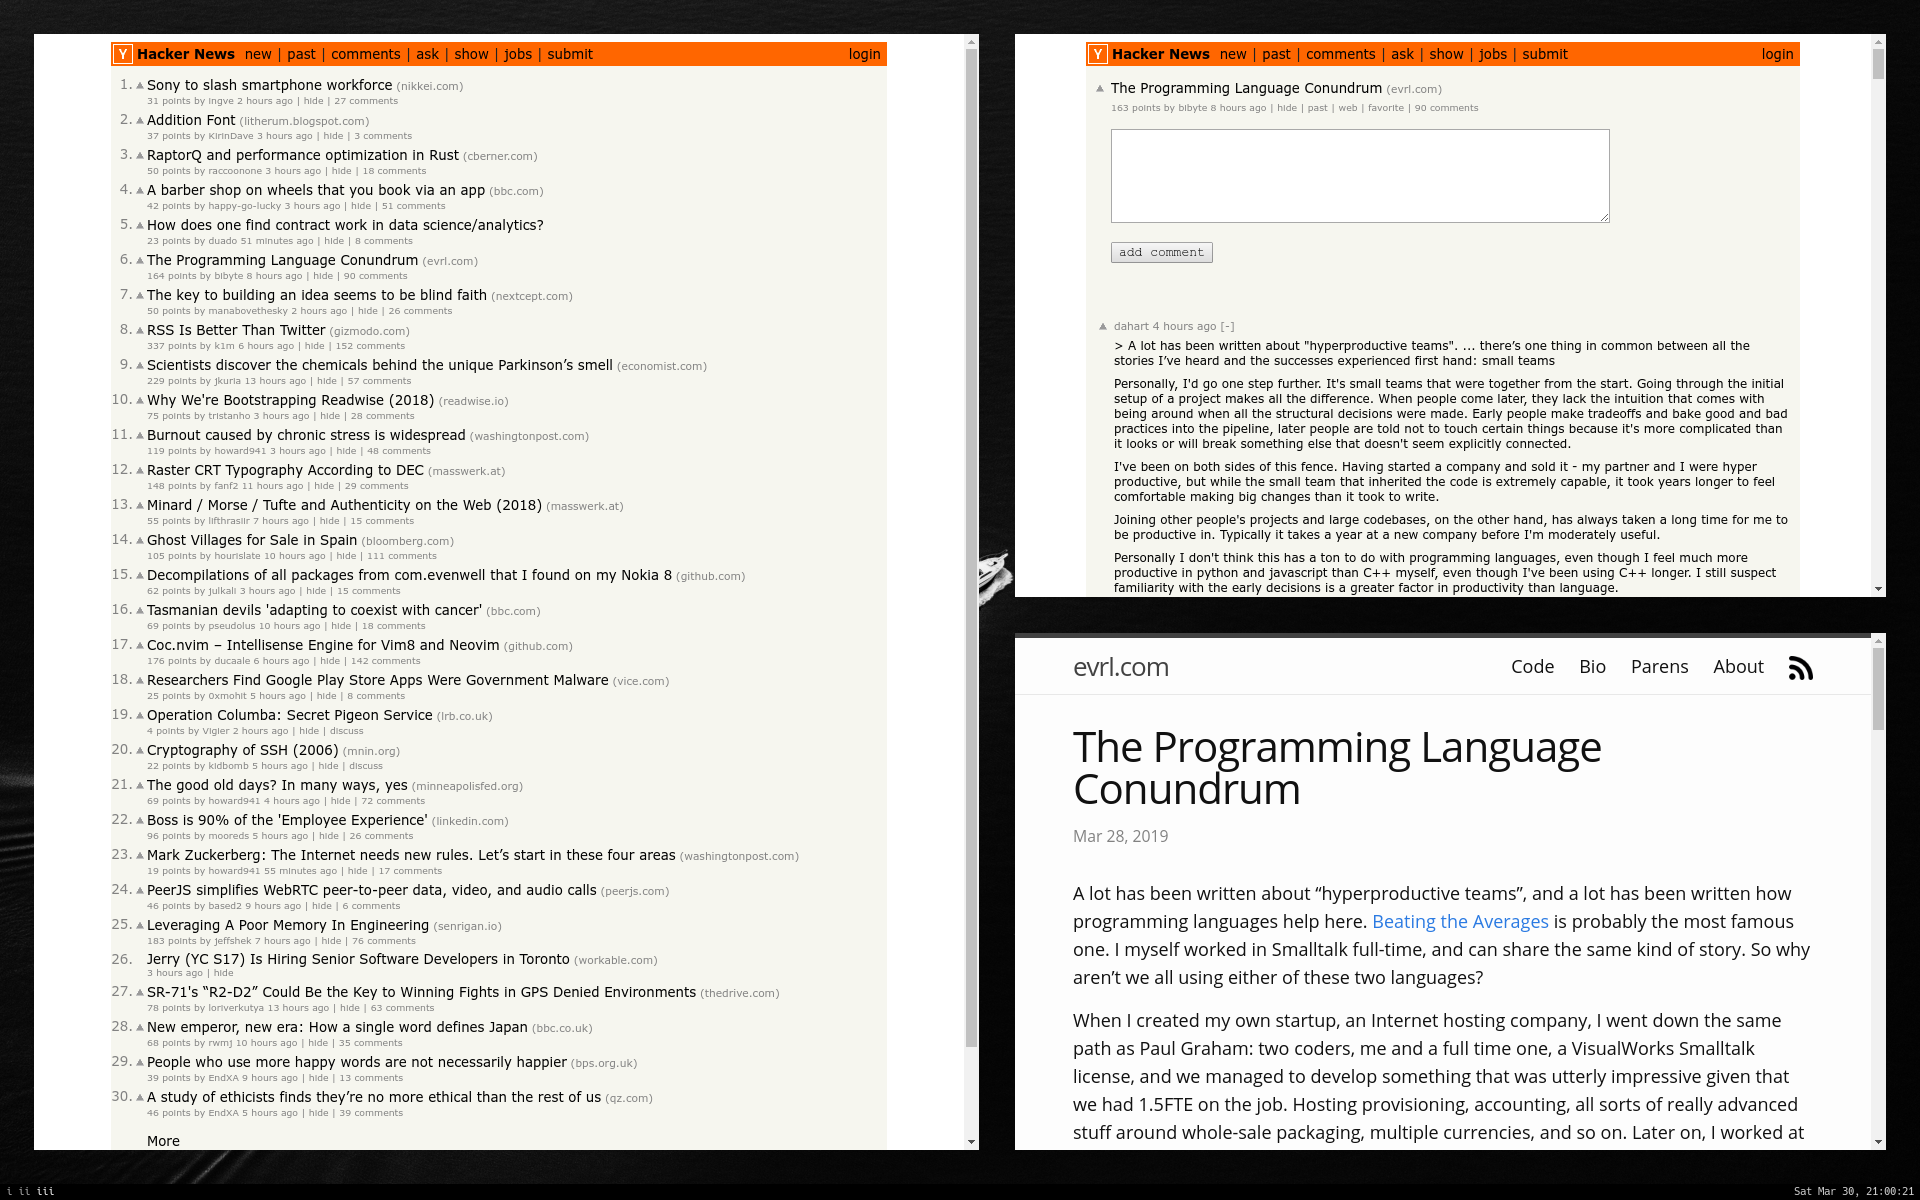 Y Hacker News new | past | comments | ask | show | jobs | submit login
1. Sony to slash smartphone workforce (nikkei.com)
31 points by ingve 2 hours ago | hide | 27 comments
2. Addition Font (litherum.blogspot.com)
37 points by KirinDave 3 hours ago | hide | 3 comments
3. RaptorQ and performance optimization in Rust (cberner.com)
50 points by raccoonone 3 hours ago | hide | 18 comments
4. A barber shop on wheels that you book via an app (bbc.com)
42 points by happy-go-lucky 3 hours ago | hide | 51 comments
5. How does one find contract work in data science/analytics?
23 points by duado 51 minutes ago | hide | 8 comments
6. The Programming Language Conundrum (evrl.com)
164 points by bibyte 8 hours ago | hide | 90 comments
7. The key to building an idea seems to be blind faith (nextcept.com)
50 points by manabovethesky 2 hours ago | hide | 26 comments
8. RSS Is Better Than Twitter (gizmodo.com)
337 points by k1m 6 hours ago | hide | 152 comments
9. Scientists discover the chemicals behind the unique Parkinson’s smell (economist.com)
229 points by jkuria 13 hours ago | hide | 57 comments
10. Why We're Bootstrapping Readwise (2018) (readwise.io)
75 points by tristanho 3 hours ago | hide | 28 comments
11. Burnout caused by chronic stress is widespread (washingtonpost.com)
119 points by howard941 3 hours ago | hide | 48 comments
12. Raster CRT Typography According to DEC (masswerk.at)
148 points by fanf2 11 hours ago | hide | 29 comments
13. Minard / Morse / Tufte and Authenticity on the Web (2018) (masswerk.at)
55 points by lifthrasiir 7 hours ago | hide | 15 comments
14. Ghost Villages for Sale in Spain (bloomberg.com)
105 points by hourislate 10 hours ago | hide | 111 comments
15. Decompilations of all packages from com.evenwell that I found on my Nokia 8 (github.com)
62 points by julkali 3 hours ago | hide | 15 comments
16. Tasmanian devils 'adapting to coexist with cancer' (bbc.com)
69 points by pseudolus 10 hours ago | hide | 18 comments
17. Coc.nvim – Intellisense Engine for Vim8 and Neovim (github.com)
176 points by ducaale 6 hours ago | hide | 142 comments
18. Researchers Find Google Play Store Apps Were Government Malware (vice.com)
25 points by 0xmohit 5 hours ago | hide | 8 comments
19. Operation Columba: Secret Pigeon Service (lrb.co.uk)
4 points by Vigier 2 hours ago | hide | discuss
20. Cryptography of SSH (2006) (mnin.org)
22 points by kidbomb 5 hours ago | hide | discuss
21. The good old days? In many ways, yes (minneapolisfed.org)
69 points by howard941 4 hours ago | hide | 72 comments
22. Boss is 90% of the 'Employee Experience' (linkedin.com)
96 points by mooreds 5 hours ago | hide | 26 comments
23. Mark Zuckerberg: The Internet needs new rules. Let’s start in these four areas (washingtonpost.com)
19 points by howard941 55 minutes ago | hide | 17 comments
24. PeerJS simplifies WebRTC peer-to-peer data, video, and audio calls (peerjs.com)
46 points by based2 9 hours ago | hide | 6 comments
25. Leveraging A Poor Memory In Engineering (senrigan.io)
183 points by jeffshek 7 hours ago | hide | 76 comments
26. Jerry (YC S17) Is Hiring Senior Software Developers in Toronto (workable.com)
3 hours ago | hide
27. SR-71's “R2-D2” Could Be the Key to Winning Fights in GPS Denied Environments (thedrive.com)
78 points by loriverkutya 13 hours ago | hide | 63 comments
28. New emperor, new era: How a single word defines Japan (bbc.co.uk)
68 points by rwmj 10 hours ago | hide | 35 comments
29. People who use more happy words are not necessarily happier (bps.org.uk)
39 points by EndXA 9 hours ago | hide | 13 comments
30. A study of ethicists finds they’re no more ethical than the rest of us (qz.com)
46 points by EndXA 5 hours ago | hide | 39 comments
More
Y Hacker News new | past | comments | ask | show | jobs | submit login
The Programming Language Conundrum (evrl.com)
163 points by bibyte 8 hours ago | hide | past | web | favorite | 90 comments
add comment
dahart 4 hours ago [-]
> A lot has been written about "hyperproductive teams". ... there’s one thing in common between all the
stories I’ve heard and the successes experienced first hand: small teams
Personally, I'd go one step further. It's small teams that were together from the start. Going through the initial
setup of a project makes all the difference. When people come later, they lack the intuition that comes with
being around when all the structural decisions were made. Early people make tradeoffs and bake good and bad
practices into the pipeline, later people are told not to touch certain things because it's more complicated than
it looks or will break something else that doesn't seem explicitly connected.
I've been on both sides of this fence. Having started a company and sold it - my partner and I were hyper
productive, but while the small team that inherited the code is extremely capable, it took years longer to feel
comfortable making big changes than it took to write.
Joining other people's projects and large codebases, on the other hand, has always taken a long time for me to
be productive in. Typically it takes a year at a new company before I'm moderately useful.
Personally I don't think this has a ton to do with programming languages, even though I feel much more
productive in python and javascript than C++ myself, even though I've been using C++ longer. I still suspect
familiarity with the early decisions is a greater factor in productivity than language.
evrl.com Code Bio Parens About
The Programming Language
Conundrum
Mar 28, 2019
A lot has been written about “hyperproductive teams”, and a lot has been written how
programming languages help here. Beating the Averages is probably the most famous
one. I myself worked in Smalltalk full-time, and can share the same kind of story. So why
aren’t we all using either of these two languages?
When I created my own startup, an Internet hosting company, I went down the same
path as Paul Graham: two coders, me and a full time one, a VisualWorks Smalltalk
license, and we managed to develop something that was utterly impressive given that
we had 1.5FTE on the job. Hosting provisioning, accounting, all sorts of really advanced
stuff around whole-sale packaging, multiple currencies, and so on. Later on, I worked at
i ii iii
Sat Mar 30, 21:00:21